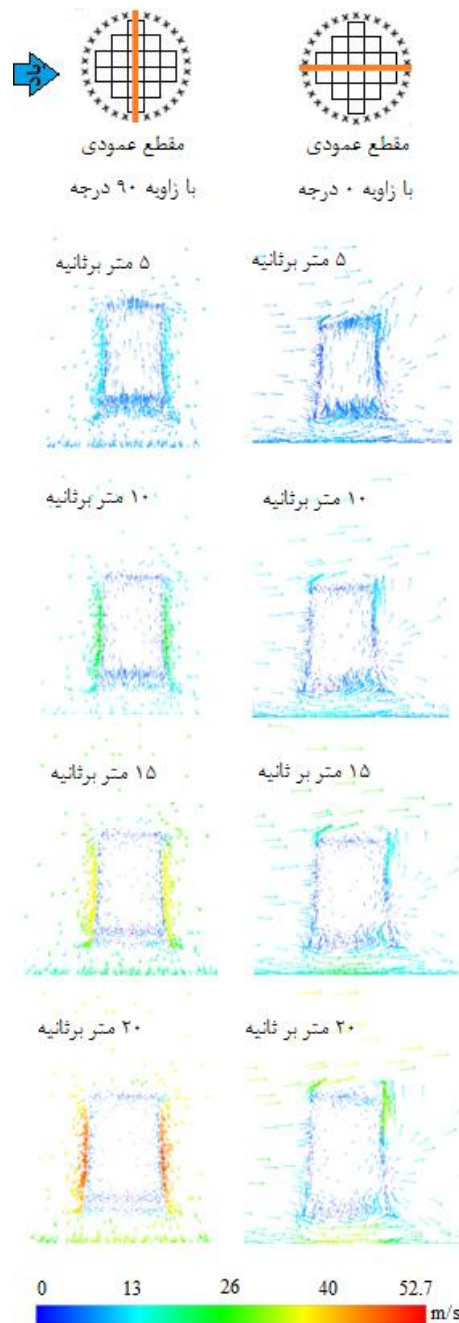 باد
مقطع عمودی
با زاویه ۰ درجه
مقطع عمودی
با زاویه ۹۰ درجه
۵ متر برثانیه
۵ متر برثانیه
۱۰ متر برثانیه
۱۰ متر برثانیه
۱۵ متر بر ثانیه
۱۵ متر برثانیه
۲۰ متر بر ثانیه
۲۰ متر برثانیه
0 13 26 40 52.7
m/s